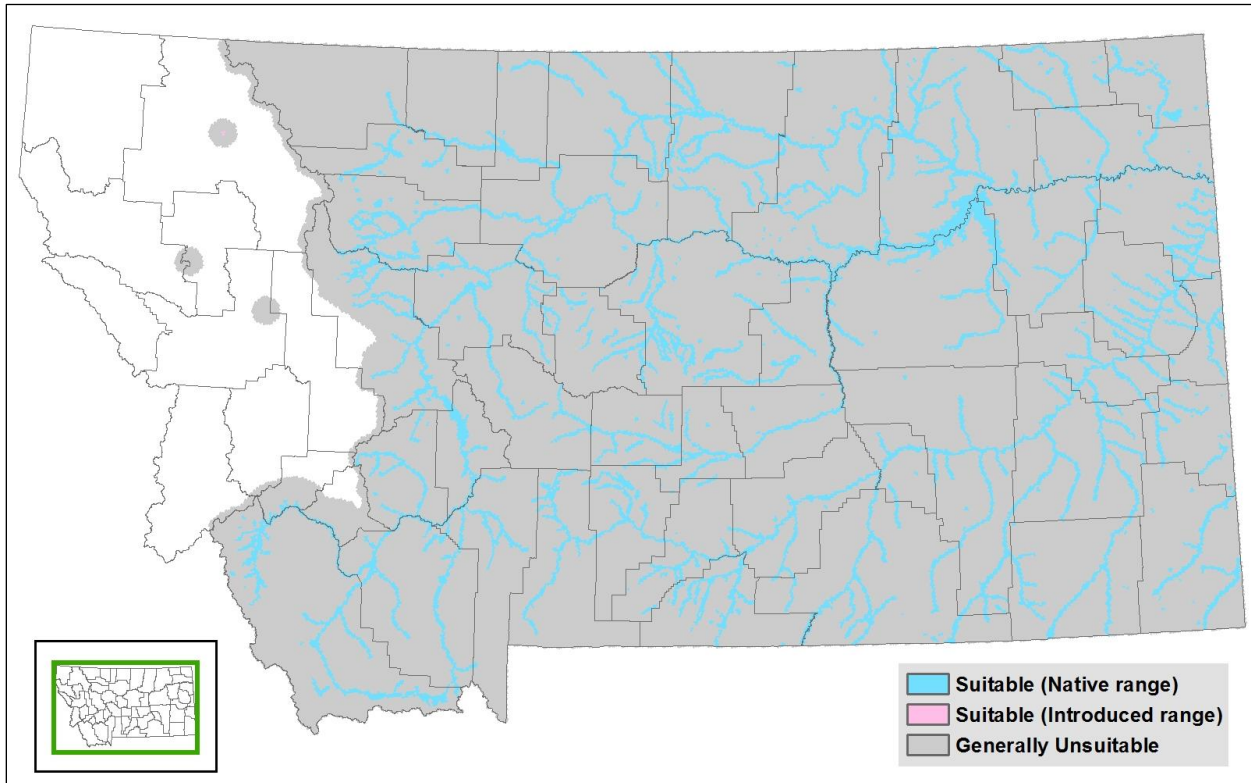 Suitable (Native range)
Suitable (Introduced range)
Generally Unsuitable